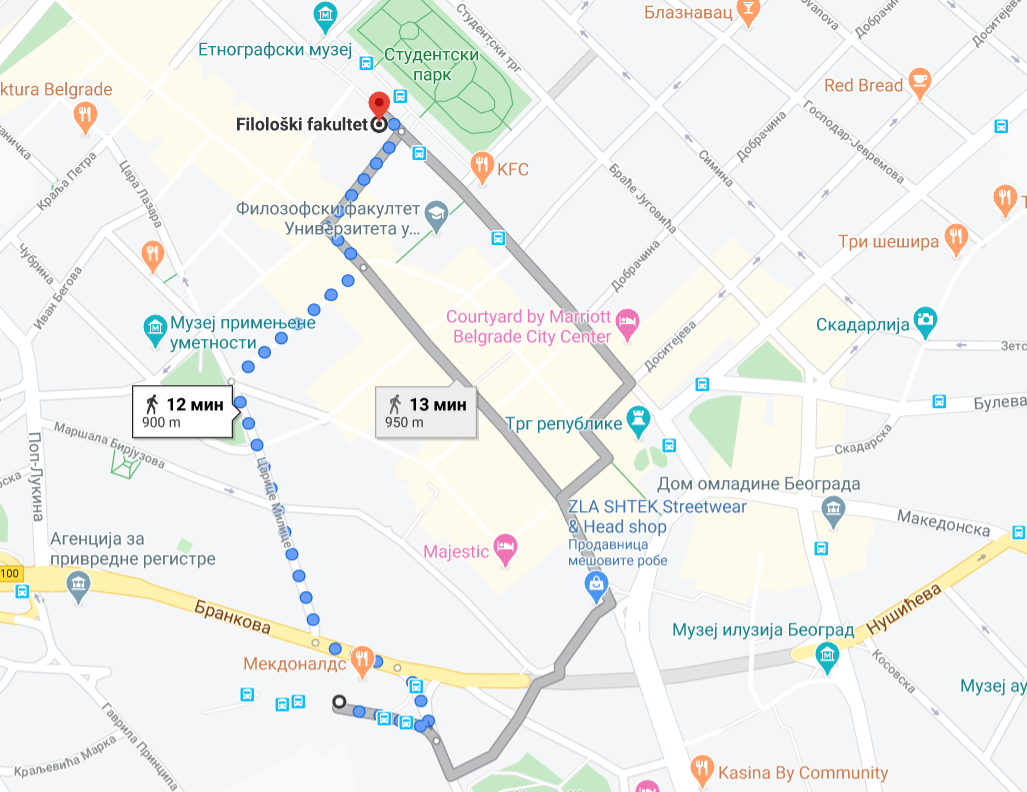 Блазнавац
novanova
Добрачина
Доситејева
Студентски трг
Етнографски музеј
Студентски
парк
ktura Belgrade
Red Bread
Filološki fakultet
KFC
Господар-Јевремова
Симина
Добрачина
Краља Петра
Цара Лазара
Браће Југовића
Филозофски факултет
Универзитета у...
Три шешира
Чубрина
Иван Бегова
Добрачина
Музеј примењене
уметности
Courtyard by Marriott
Belgrade City Center
Скадарлија
Доситејева
Зетс
12 мин
900 m
13 мин
950 m
Трг републике
Булева
Скадарска
Маршала Бирјузова
Поп-Лукина
рска
Царице Милице
Дом омладине Београда
ZLA SHTEK Streetwear
& Head shop
Продавница
мешовите робе
Македонска
Majestic
Агенција за
привредне регистре
100
Бранкова
Нушићева
Музеј илузија Београд
Мекдоналдс
Косовска
Музеј ау
Гаврила Принципа
Краљевића Марка
Kasina By Community